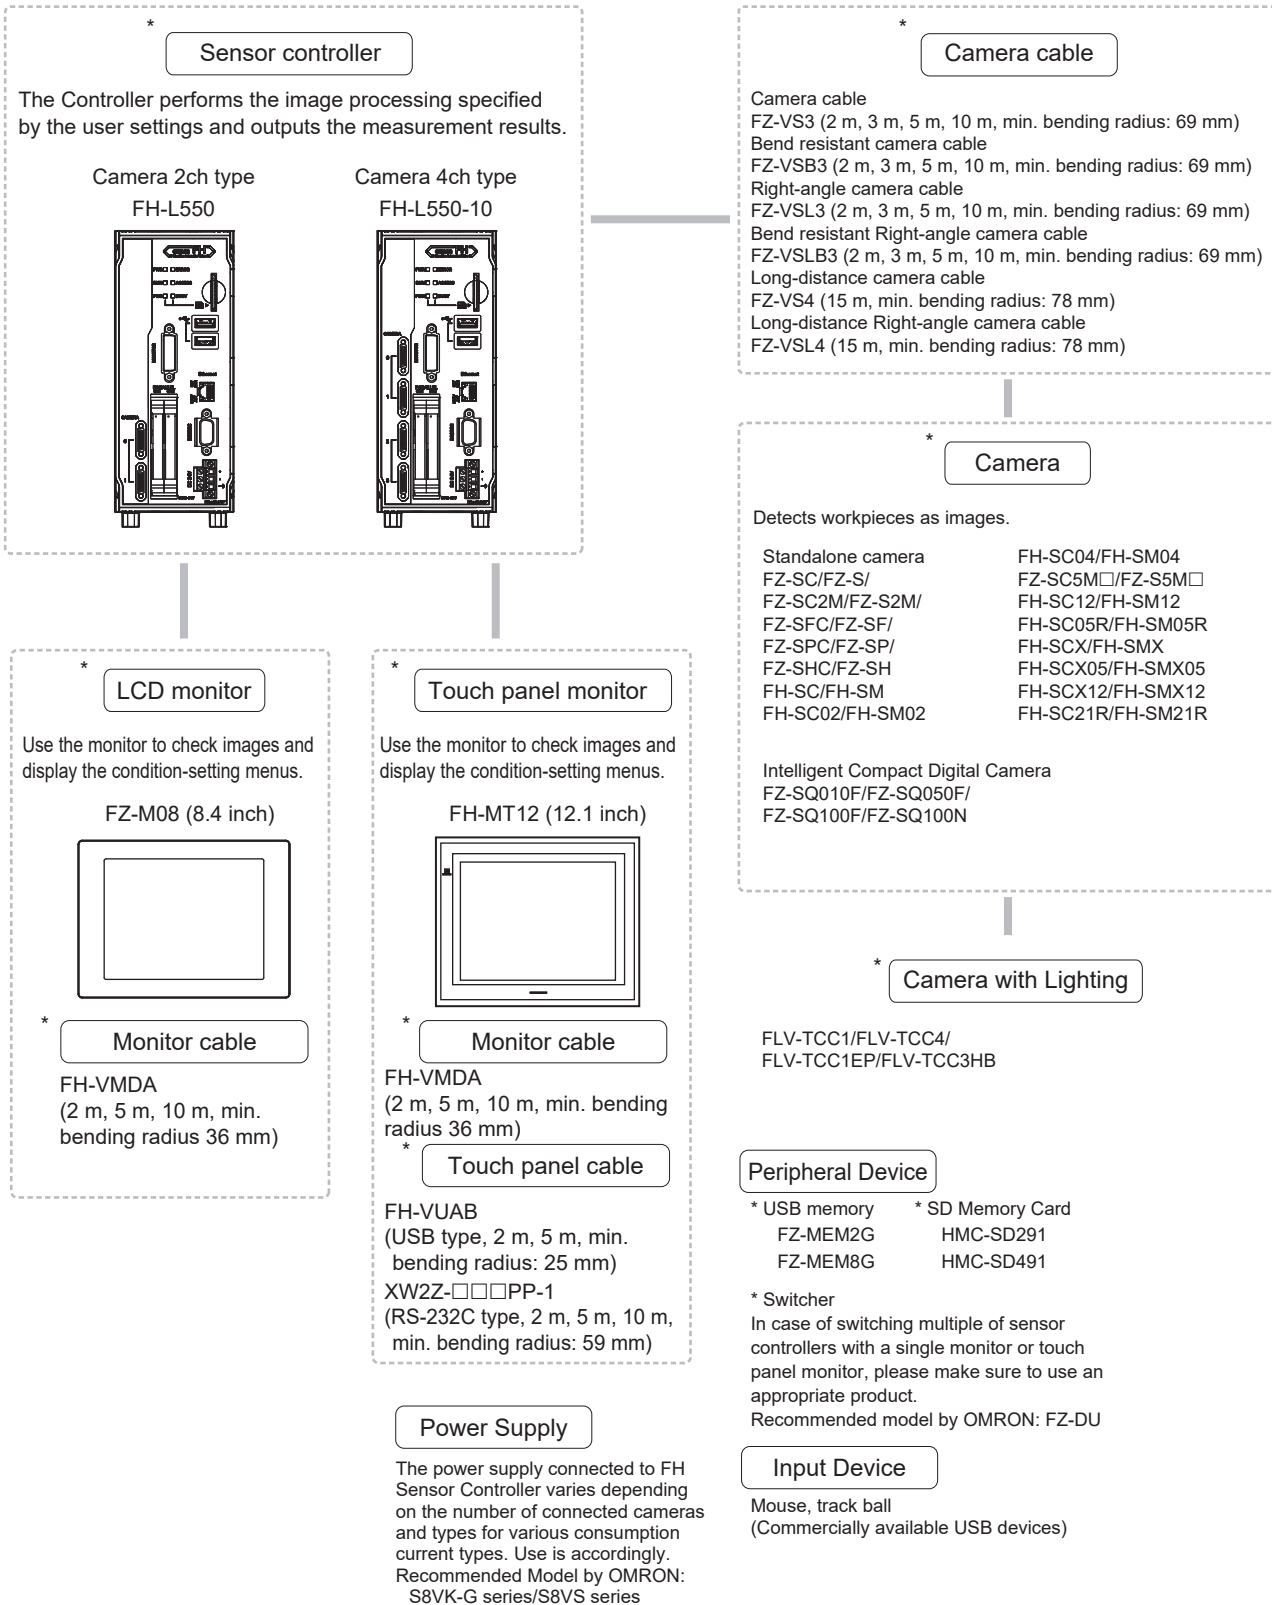 *
Sensor controller
The Controller performs the image processing specified
by the user settings and outputs the measurement results.
Camera 2ch type
FH-L550
Camera 4ch type
FH-L550-10
CAMERA
Ethernet
Ethernet
*
Camera cable
Camera cable
FZ-VS3 (2 m, 3 m, 5 m, 10 m, min. bending radius: 69 mm)
Bend resistant camera cable
FZ-VSB3 (2 m, 3 m, 5 m, 10 m, min. bending radius: 69 mm)
Right-angle camera cable
FZ-VSL3 (2 m, 3 m, 5 m, 10 m, min. bending radius: 69 mm)
Bend resistant Right-angle camera cable
FZ-VSLB3 (2 m, 3 m, 5 m, 10 m, min. bending radius: 69 mm)
Long-distance camera cable
FZ-VS4 (15 m, min. bending radius: 78 mm)
Long-distance Right-angle camera cable
FZ-VSL4 (15 m, min. bending radius: 78 mm)
*
Camera
Detects workpieces as images.
Standalone camera
FZ-SC/FZ-S/
FZ-SC2M/FZ-S2M/
FZ-SFC/FZ-SF/
FZ-SPC/FZ-SP/
FZ-SHC/FZ-SH
FH-SC/FH-SM
FH-SC02/FH-SM02
FH-SC04/FH-SM04
FZ-SC5M□/FZ-S5M□
FH-SC12/FH-SM12
FH-SC05R/FH-SM05R
FH-SCX/FH-SMX
FH-SCX05/FH-SMX05
FH-SCX12/FH-SMX12
FH-SC21R/FH-SM21R
Intelligent Compact Digital Camera
FZ-SQ010F/FZ-SQ050F/
FZ-SQ100F/FZ-SQ100N
*
LCD monitor
Use the monitor to check images and
display the condition-setting menus.
FZ-M08 (8.4 inch)
*
Monitor cable
FH-VMDA
(2 m, 5 m, 10 m, min.
bending radius 36 mm)
*
Touch panel monitor
Use the monitor to check images and
display the condition-setting menus.
FH-MT12 (12.1 inch)
*
Monitor cable
FH-VMDA
(2 m, 5 m, 10 m, min. bending
radius 36 mm)
*
Touch panel cable
FH-VUAB
(USB type, 2 m, 5 m, min.
bending radius: 25 mm)
XW2Z-□□□PP-1
(RS-232C type, 2 m, 5 m, 10 m,
min. bending radius: 59 mm)
*
Camera with Lighting
FLV-TCC1/FLV-TCC4/
FLV-TCC1EP/FLV-TCC3HB
Peripheral Device
* USB memory
FZ-MEM2G
FZ-MEM8G
* SD Memory Card
HMC-SD291
HMC-SD491
* Switcher
In case of switching multiple of sensor
controllers with a single monitor or touch
panel monitor, please make sure to use an
appropriate product.
Recommended model by OMRON: FZ-DU
Power Supply
The power supply connected to FH
Sensor Controller varies depending
on the number of connected cameras
and types for various consumption
current types. Use is accordingly.
Recommended Model by OMRON:
S8VK-G series/S8VS series
Input Device
Mouse, track ball
(Commercially available USB devices)